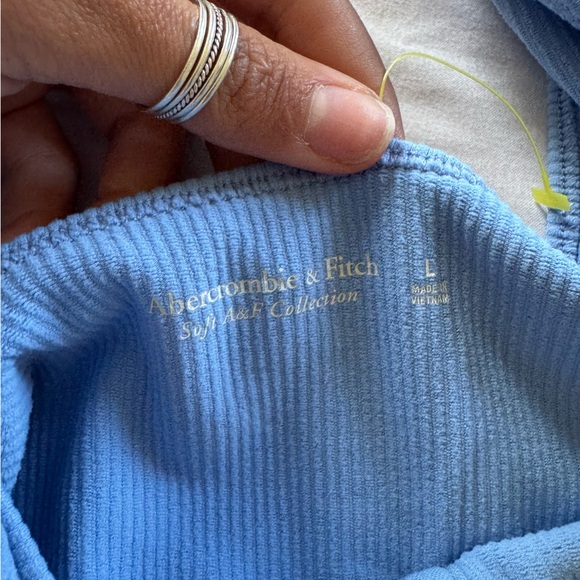 Abercrombie & Fitch
Soft A&F Collection
L
MADE IN
VIETNAM